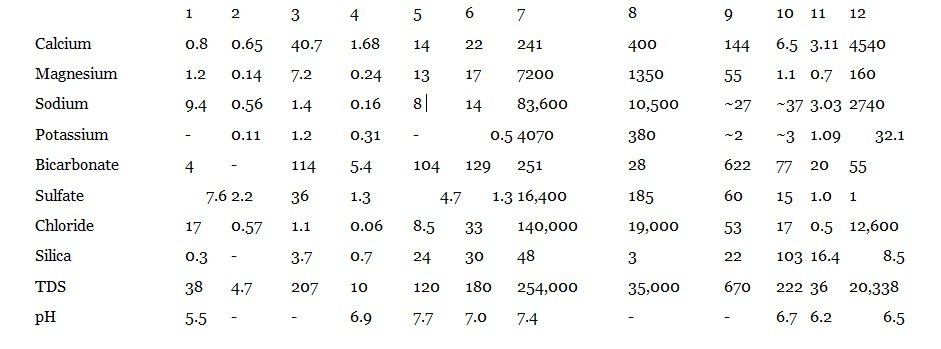 1 2 3 4 5 6 7 8 9 10 11 12
Calcium 0.8 0.65 40.7 1.68 14 22 241 400 144 6.5 3.11 4540
Magnesium 1.2 0.14 7.2 0.24 13 17 7200 1350 55 1.1 0.7 160
Sodium 9.4 0.56 1.4 0.16 8 14 83,600 10,500 ~27 ~37 3.03 2740
Potassium - 0.11 1.2 0.31 - 0.5 4070 380 ~2 ~3 1.09 32.1
Bicarbonate 4 - 114 5.4 104 129 251 28 622 77 20 55
Sulfate 7.6 2.2 36 1.3 4.7 1.3 16,400 185 60 15 1.0 1
Chloride 17 0.57 1.1 0.06 8.5 33 140,000 19,000 53 17 0.5 12,600
Silica 0.3 - 3.7 0.7 24 30 48 3 22 103 16.4 8.5
TDS 38 4.7 207 10 120 180 254,000 35,000 670 222 36 20,338
pH 5.5 - - 6.9 7.7 7.0 7.4 - - 6.7 6.2 6.5